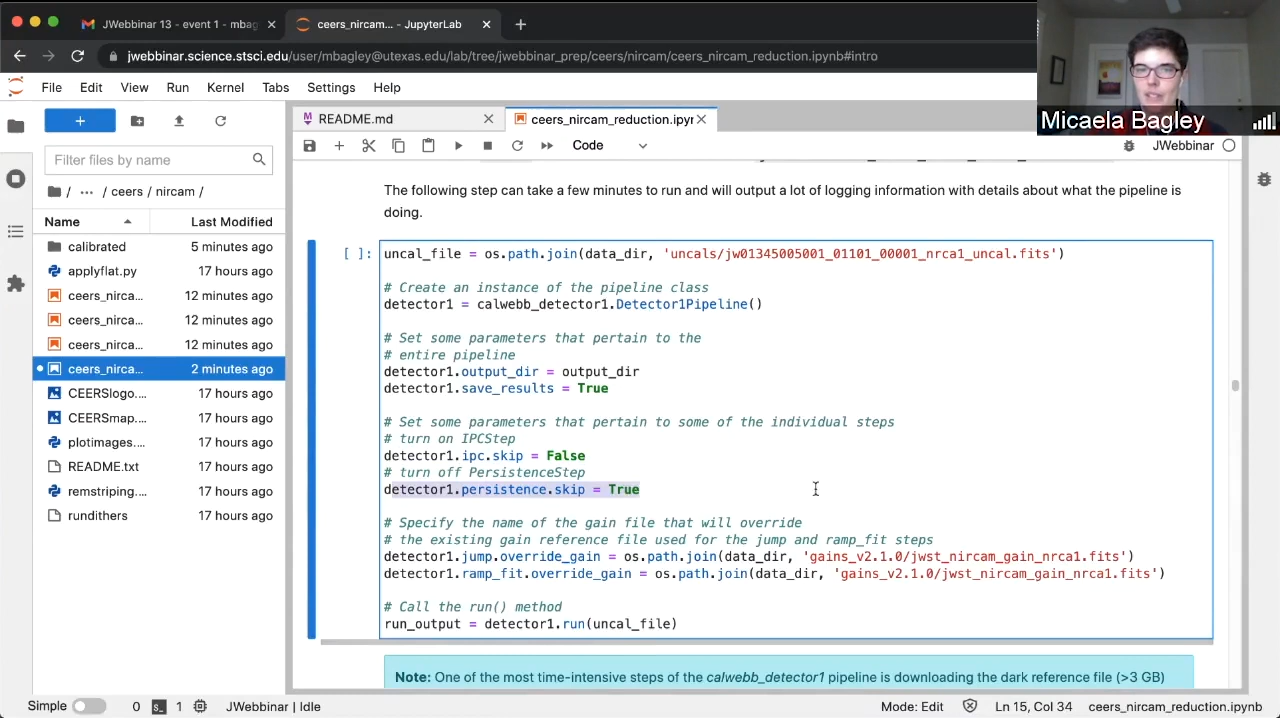 JWebbinar 13 - event 1 - mbag
ceers_nircam... - JupyterLab
jwebbinar.science.stsci.edu/user/mbagley@utexas.edu/lab/tree/jwebbinar_prep/ceers/nircam/ceers_nircam_reduction.ipynb#intro
Micaela Bagley
File Edit View Run Kernel Tabs Settings Help
README.md
ceers_nircam_reduction.ipyr
Code
JWebbinar
Filter files by name
/ ... / ceers / nircam /
Name Last Modified
calibrated 5 minutes ago
applyflat.py 17 hours ago
ceers_nirca... 12 minutes ago
ceers_nirca... 12 minutes ago
ceers_nirca... 12 minutes ago
ceers_nirca... 2 minutes ago
CEERSlogo.... 17 hours ago
CEERSmap.... 17 hours ago
plotimages.... 17 hours ago
README.txt 17 hours ago
remstriping.... 17 hours ago
rundithers 17 hours ago
The following step can take a few minutes to run and will output a lot of logging information with details about what the pipeline is
doing.
[ ]: uncal_file = os.path.join(data_dir, 'uncals/jw01345005001_01101_00001_nrca1_uncal.fits')
# Create an instance of the pipeline class
detector1 = calwebb_detector1.Detector1Pipeline()
# Set some parameters that pertain to the
# entire pipeline
detector1.output_dir = output_dir
detector1.save_results = True
# Set some parameters that pertain to some of the individual steps
# turn on IPCStep
detector1.ipc.skip = False
# turn off PersistenceStep
detector1.persistence.skip = True
# Specify the name of the gain file that will override
# the existing gain reference file used for the jump and ramp_fit steps
detector1.jump.override_gain = os.path.join(data_dir, 'gains_v2.1.0/jwst_nircam_gain_nrca1.fits')
detector1.ramp_fit.override_gain = os.path.join(data_dir, 'gains_v2.1.0/jwst_nircam_gain_nrca1.fits')
# Call the run() method
run_output = detector1.run(uncal_file)
Note: One of the most time-intensive steps of the calwebb_detector1 pipeline is downloading the dark reference file (>3 GB)
Simple 0 1 JWebbinar | Idle Mode: Edit Ln 15, Col 34 ceers_nircam_reduction.ipynb